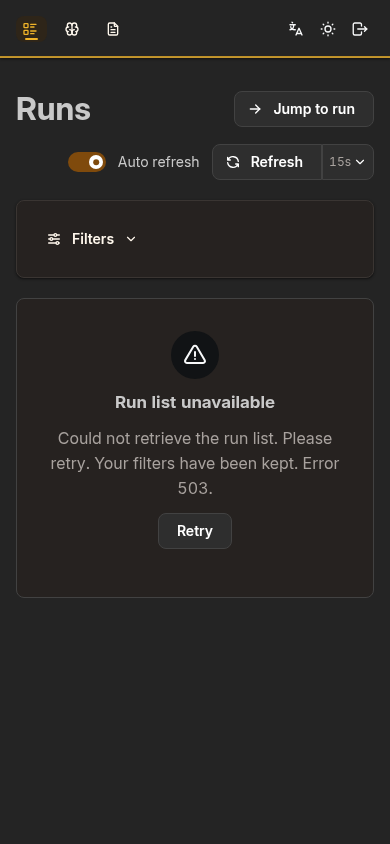 Runs
Jump to run
Auto refresh
Refresh
15s
Filters
Run list unavailable
Could not retrieve the run list. Please
retry. Your filters have been kept. Error
503.
Retry